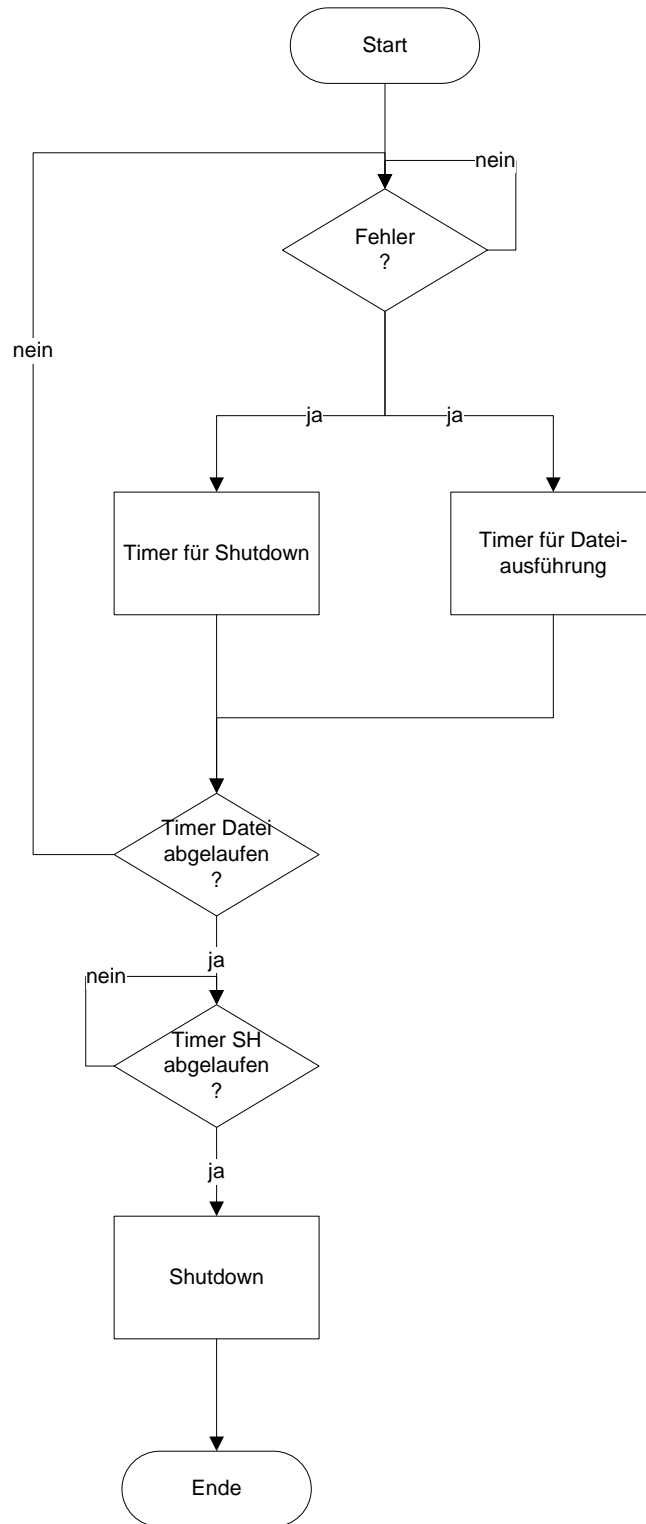 Start
nein
Fehler
?
nein
ja
ja
Timer für Shutdown
Timer für Datei-
ausführung
Timer Datei
abgelaufen
?
ja
nein
Timer SH
abgelaufen
?
ja
Shutdown
Ende